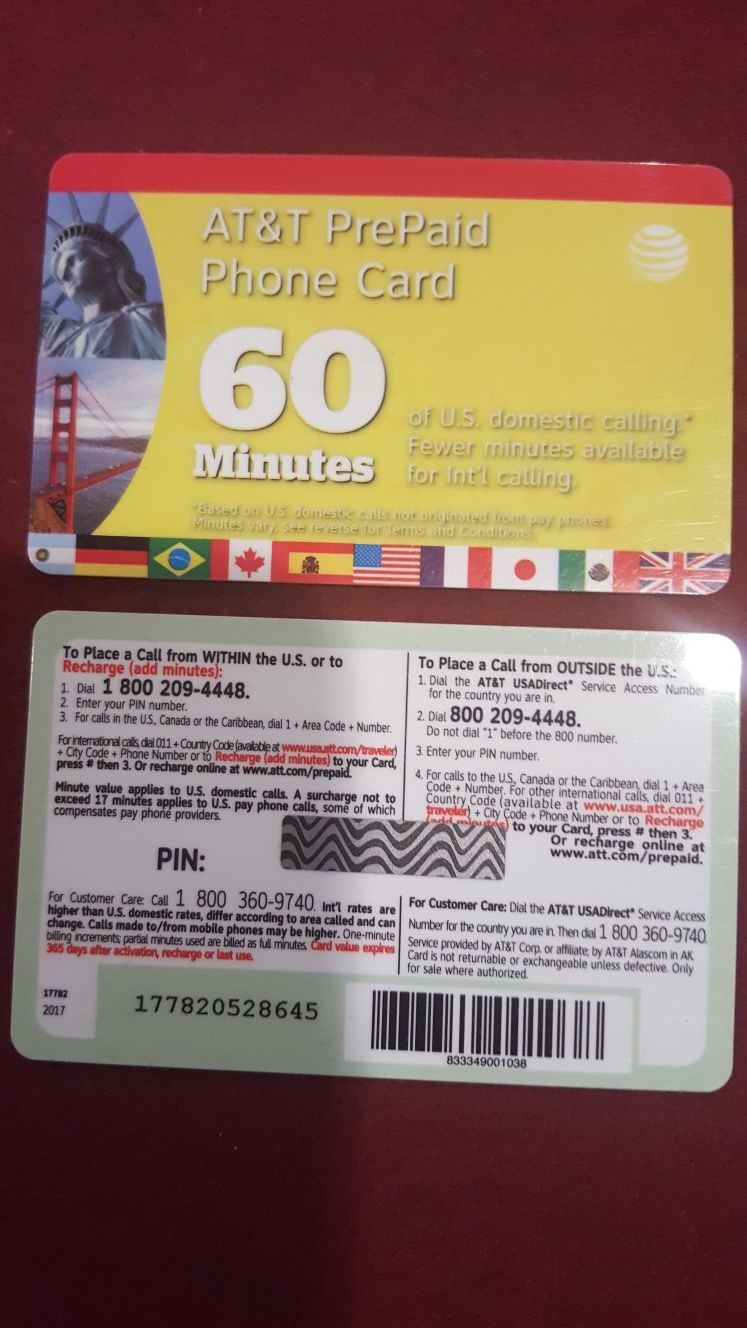 AT&T PrePaid
Phone Card
60
Minutes
of U.S. domestic calling.*
Fewer minutes available
for Int'l calling.
*Based on U.S. domestic calls not originated from pay phones.
Minutes vary, see reverse for Terms and Conditions.
To Place a Call from WITHIN the U.S. or to
Recharge (add minutes):
1. Dial 1 800 209-4448.
2. Enter your PIN number.
3. For calls in the U.S, Canada or the Caribbean, dial 1 + Area Code + Number.
For international calls, dial 011 + Country Code (available at www.usa.att.com/traveler)
+ City Code + Phone Number or to Recharge (add minutes) to your Card,
press # then 3. Or recharge online at www.att.com/prepaid.
Minute value applies to U.S. domestic calls. A surcharge not to
exceed 17 minutes applies to U.S. pay phone calls, some of which
compensates pay phone providers.
PIN:
For Customer Care: Call 1 800 360-9740. Int'l rates are
higher than U.S. domestic rates, differ according to area called and can
change. Calls made to/from mobile phones may be higher. One-minute
billing increments; partial minutes used are billed as full minutes. Card value expires
365 days after activation, recharge or last use.
To Place a Call from OUTSIDE the U.S.:
1. Dial the AT&T USADirect® Service Access Number
for the country you are in.
2. Dial 800 209-4448.
Do not dial "1" before the 800 number.
3. Enter your PIN number.
4. For calls to the U.S, Canada or the Caribbean, dial 1 + Area
Code + Number. For other international calls, dial 011 +
Country Code (available at www.usa.att.com/
traveler) + City Code + Phone Number or to Recharge
(add minutes) to your Card, press # then 3.
Or recharge online at
www.att.com/prepaid.
For Customer Care: Dial the AT&T USADirect® Service Access
Number for the country you are in. Then dial 1 800 360-9740.
Service provided by AT&T Corp. or affiliate; by AT&T Alascom in AK.
Card is not returnable or exchangeable unless defective. Only
for sale where authorized.
17782
2017
177820528645
833349001038